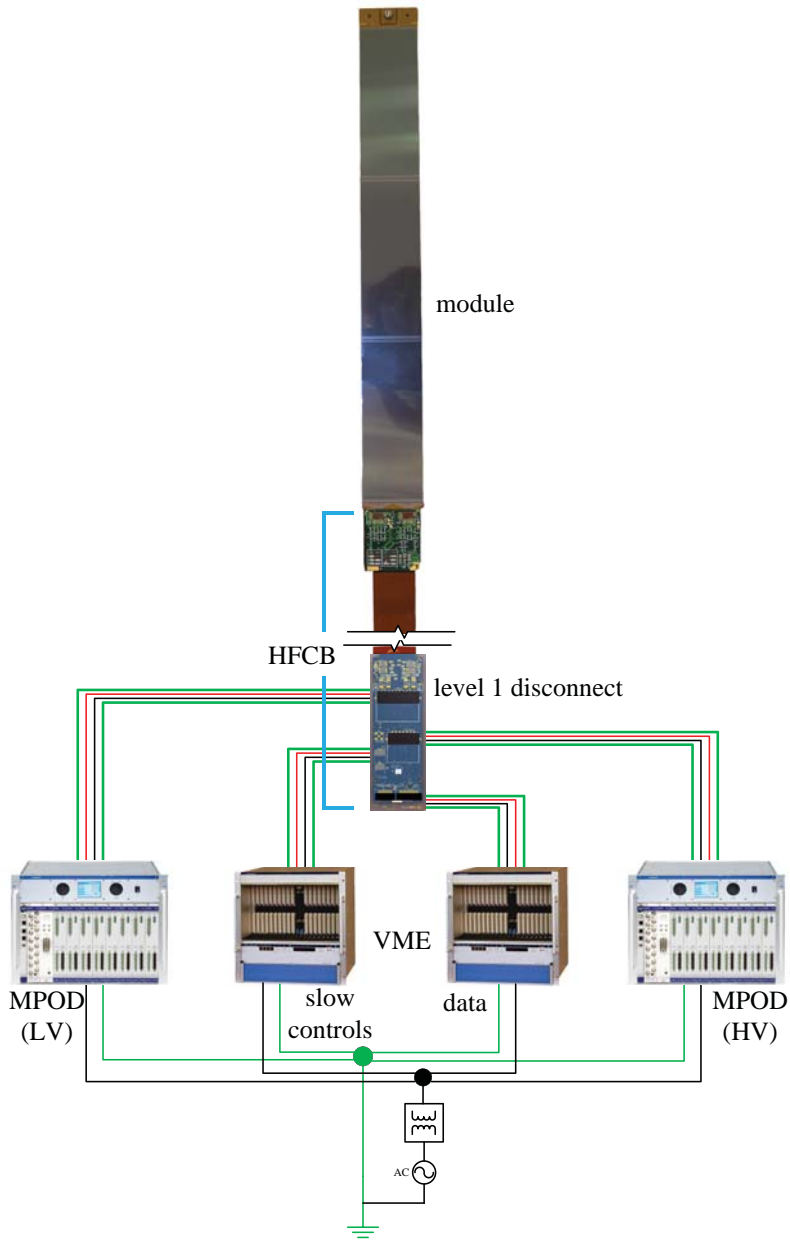 module
HFCB
level 1 disconnect
VME
MPOD
(LV)
slow
controls
data
MPOD
(HV)
AC